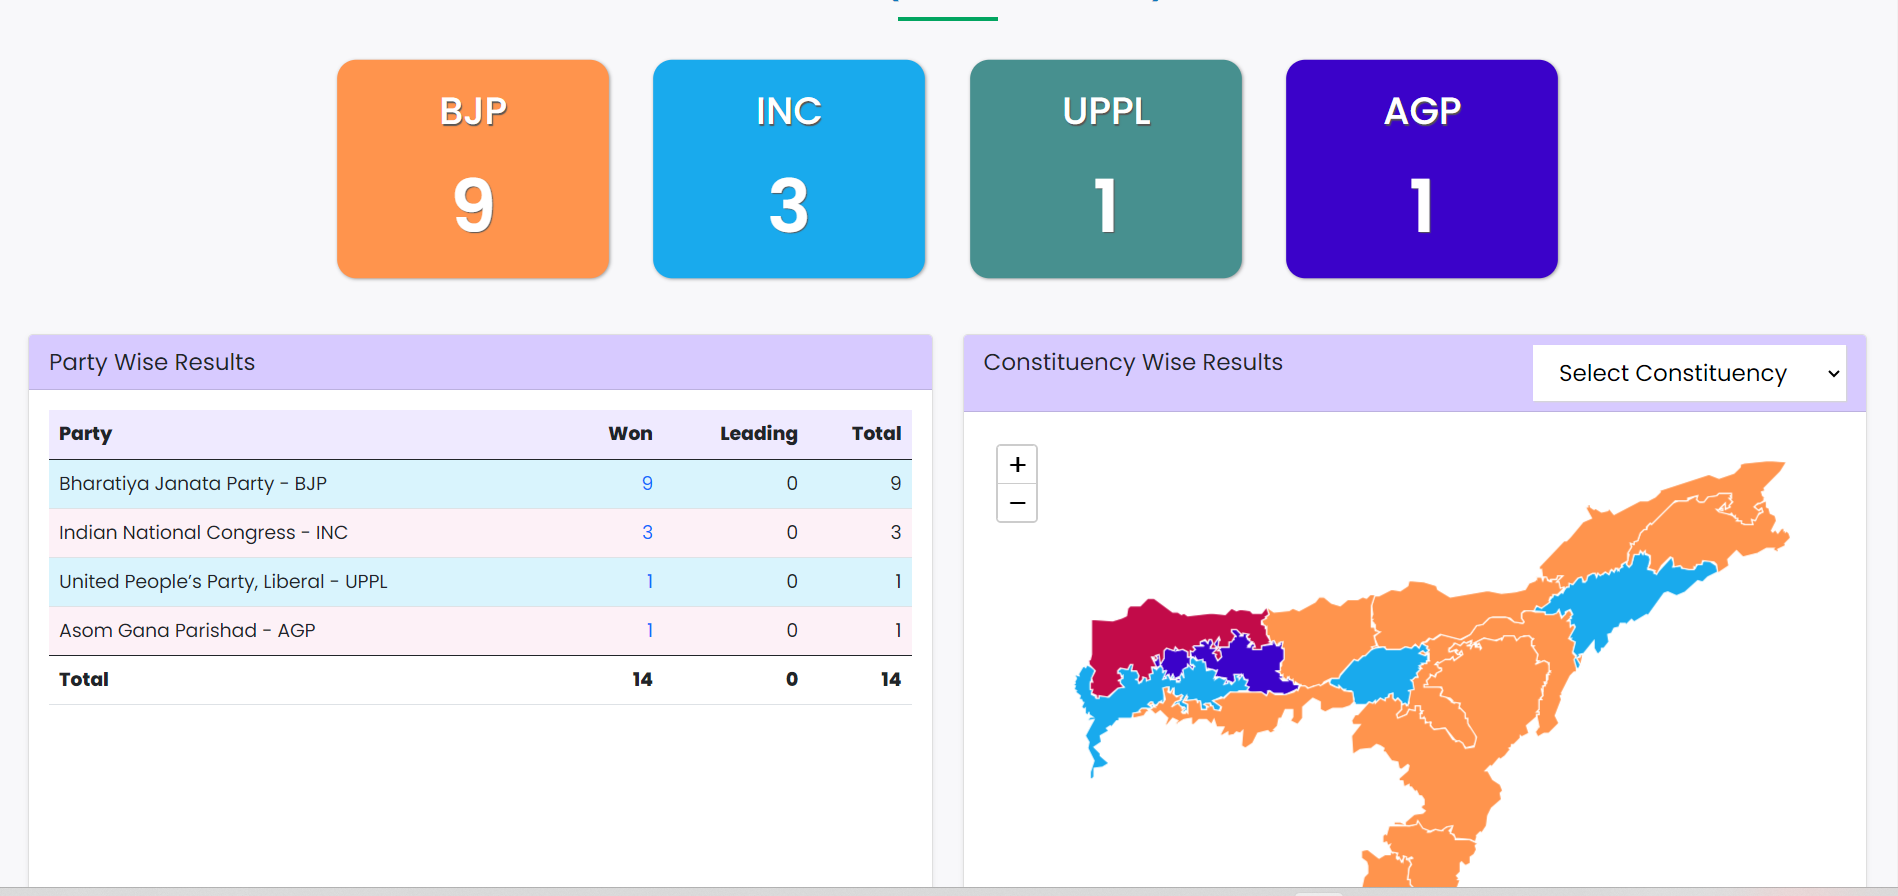 BJP
9
INC
3
UPPL
1
AGP
1
Party Wise Results
Party Won Leading Total
Bharatiya Janata Party - BJP 9 0 9
Indian National Congress - INC 3 0 3
United People’s Party, Liberal - UPPL 1 0 1
Asom Gana Parishad - AGP 1 0 1
Total 14 0 14
Constituency Wise Results
Select Constituency
+
−